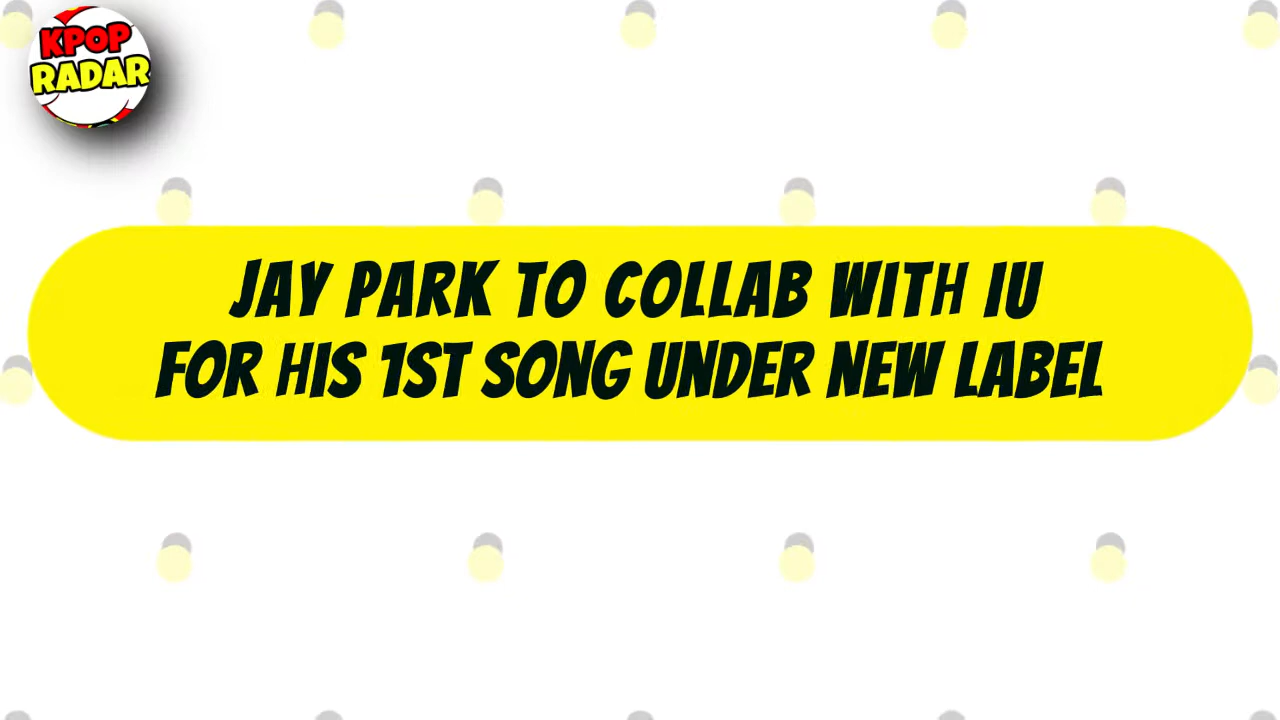 KPOP
RADAR
JAY PARK TO COLLAB WITH IU
FOR HIS 1ST SONG UNDER NEW LABEL